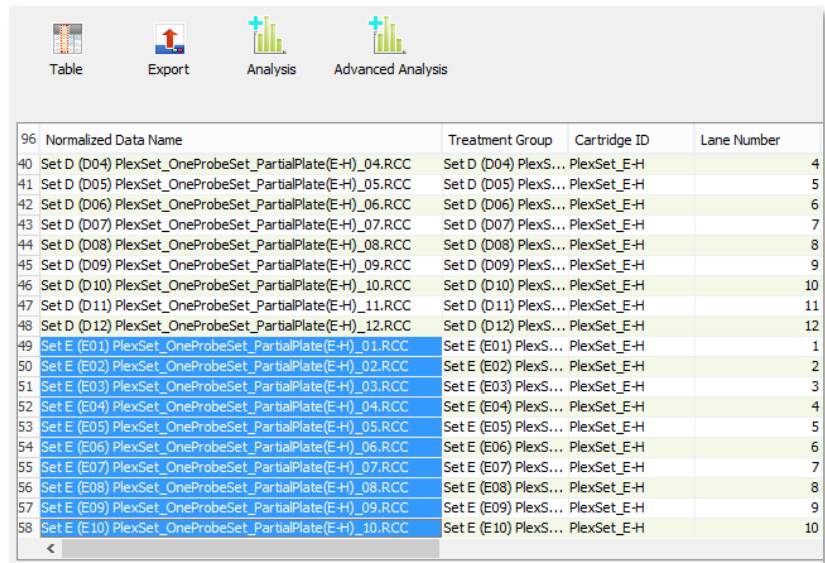 Table Export Analysis Advanced Analysis
96 Normalized Data Name Treatment Group Cartridge ID Lane Number
40 Set D (D04) PlexSet_OneProbeSet_PartialPlate(E-H)_04.RCC Set D (D04) PlexS... PlexSet_E-H 4
41 Set D (D05) PlexSet_OneProbeSet_PartialPlate(E-H)_05.RCC Set D (D05) PlexS... PlexSet_E-H 5
42 Set D (D06) PlexSet_OneProbeSet_PartialPlate(E-H)_06.RCC Set D (D06) PlexS... PlexSet_E-H 6
43 Set D (D07) PlexSet_OneProbeSet_PartialPlate(E-H)_07.RCC Set D (D07) PlexS... PlexSet_E-H 7
44 Set D (D08) PlexSet_OneProbeSet_PartialPlate(E-H)_08.RCC Set D (D08) PlexS... PlexSet_E-H 8
45 Set D (D09) PlexSet_OneProbeSet_PartialPlate(E-H)_09.RCC Set D (D09) PlexS... PlexSet_E-H 9
46 Set D (D10) PlexSet_OneProbeSet_PartialPlate(E-H)_10.RCC Set D (D10) PlexS... PlexSet_E-H 10
47 Set D (D11) PlexSet_OneProbeSet_PartialPlate(E-H)_11.RCC Set D (D11) PlexS... PlexSet_E-H 11
48 Set D (D12) PlexSet_OneProbeSet_PartialPlate(E-H)_12.RCC Set D (D12) PlexS... PlexSet_E-H 12
49 Set E (E01) PlexSet_OneProbeSet_PartialPlate(E-H)_01.RCC Set E (E01) PlexS... PlexSet_E-H 1
50 Set E (E02) PlexSet_OneProbeSet_PartialPlate(E-H)_02.RCC Set E (E02) PlexS... PlexSet_E-H 2
51 Set E (E03) PlexSet_OneProbeSet_PartialPlate(E-H)_03.RCC Set E (E03) PlexS... PlexSet_E-H 3
52 Set E (E04) PlexSet_OneProbeSet_PartialPlate(E-H)_04.RCC Set E (E04) PlexS... PlexSet_E-H 4
53 Set E (E05) PlexSet_OneProbeSet_PartialPlate(E-H)_05.RCC Set E (E05) PlexS... PlexSet_E-H 5
54 Set E (E06) PlexSet_OneProbeSet_PartialPlate(E-H)_06.RCC Set E (E06) PlexS... PlexSet_E-H 6
55 Set E (E07) PlexSet_OneProbeSet_PartialPlate(E-H)_07.RCC Set E (E07) PlexS... PlexSet_E-H 7
56 Set E (E08) PlexSet_OneProbeSet_PartialPlate(E-H)_08.RCC Set E (E08) PlexS... PlexSet_E-H 8
57 Set E (E09) PlexSet_OneProbeSet_PartialPlate(E-H)_09.RCC Set E (E09) PlexS... PlexSet_E-H 9
58 Set E (E10) PlexSet_OneProbeSet_PartialPlate(E-H)_10.RCC Set E (E10) PlexS... PlexSet_E-H 10